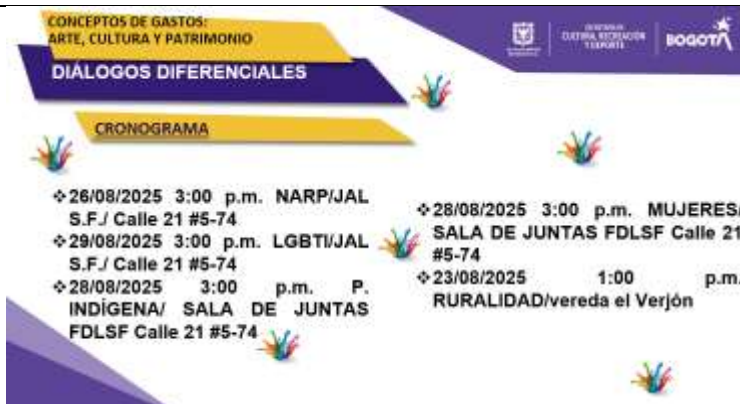 CONCEPTOS DE GASTOS:
ARTE, CULTURA Y PATRIMONIO
DIÁLOGOS DIFERENCIALES
CRONOGRAMA
❖26/08/2025 3:00 p.m. NARP/JAL
S.F./ Calle 21 #5-74
❖29/08/2025 3:00 p.m. LGBTI/JAL
S.F./ Calle 21 #5-74
❖28/08/2025 3:00 p.m. P.
INDÍGENA/ SALA DE JUNTAS
FDLSF Calle 21 #5-74
❖28/08/2025 3:00 p.m. MUJERES/
SALA DE JUNTAS FDLSF Calle 21
#5-74
❖23/08/2025 1:00 p.m.
RURALIDAD/vereda el Verjón
CULTURA, RECREACIÓN
Y DEPORTE
BOGOTÁ